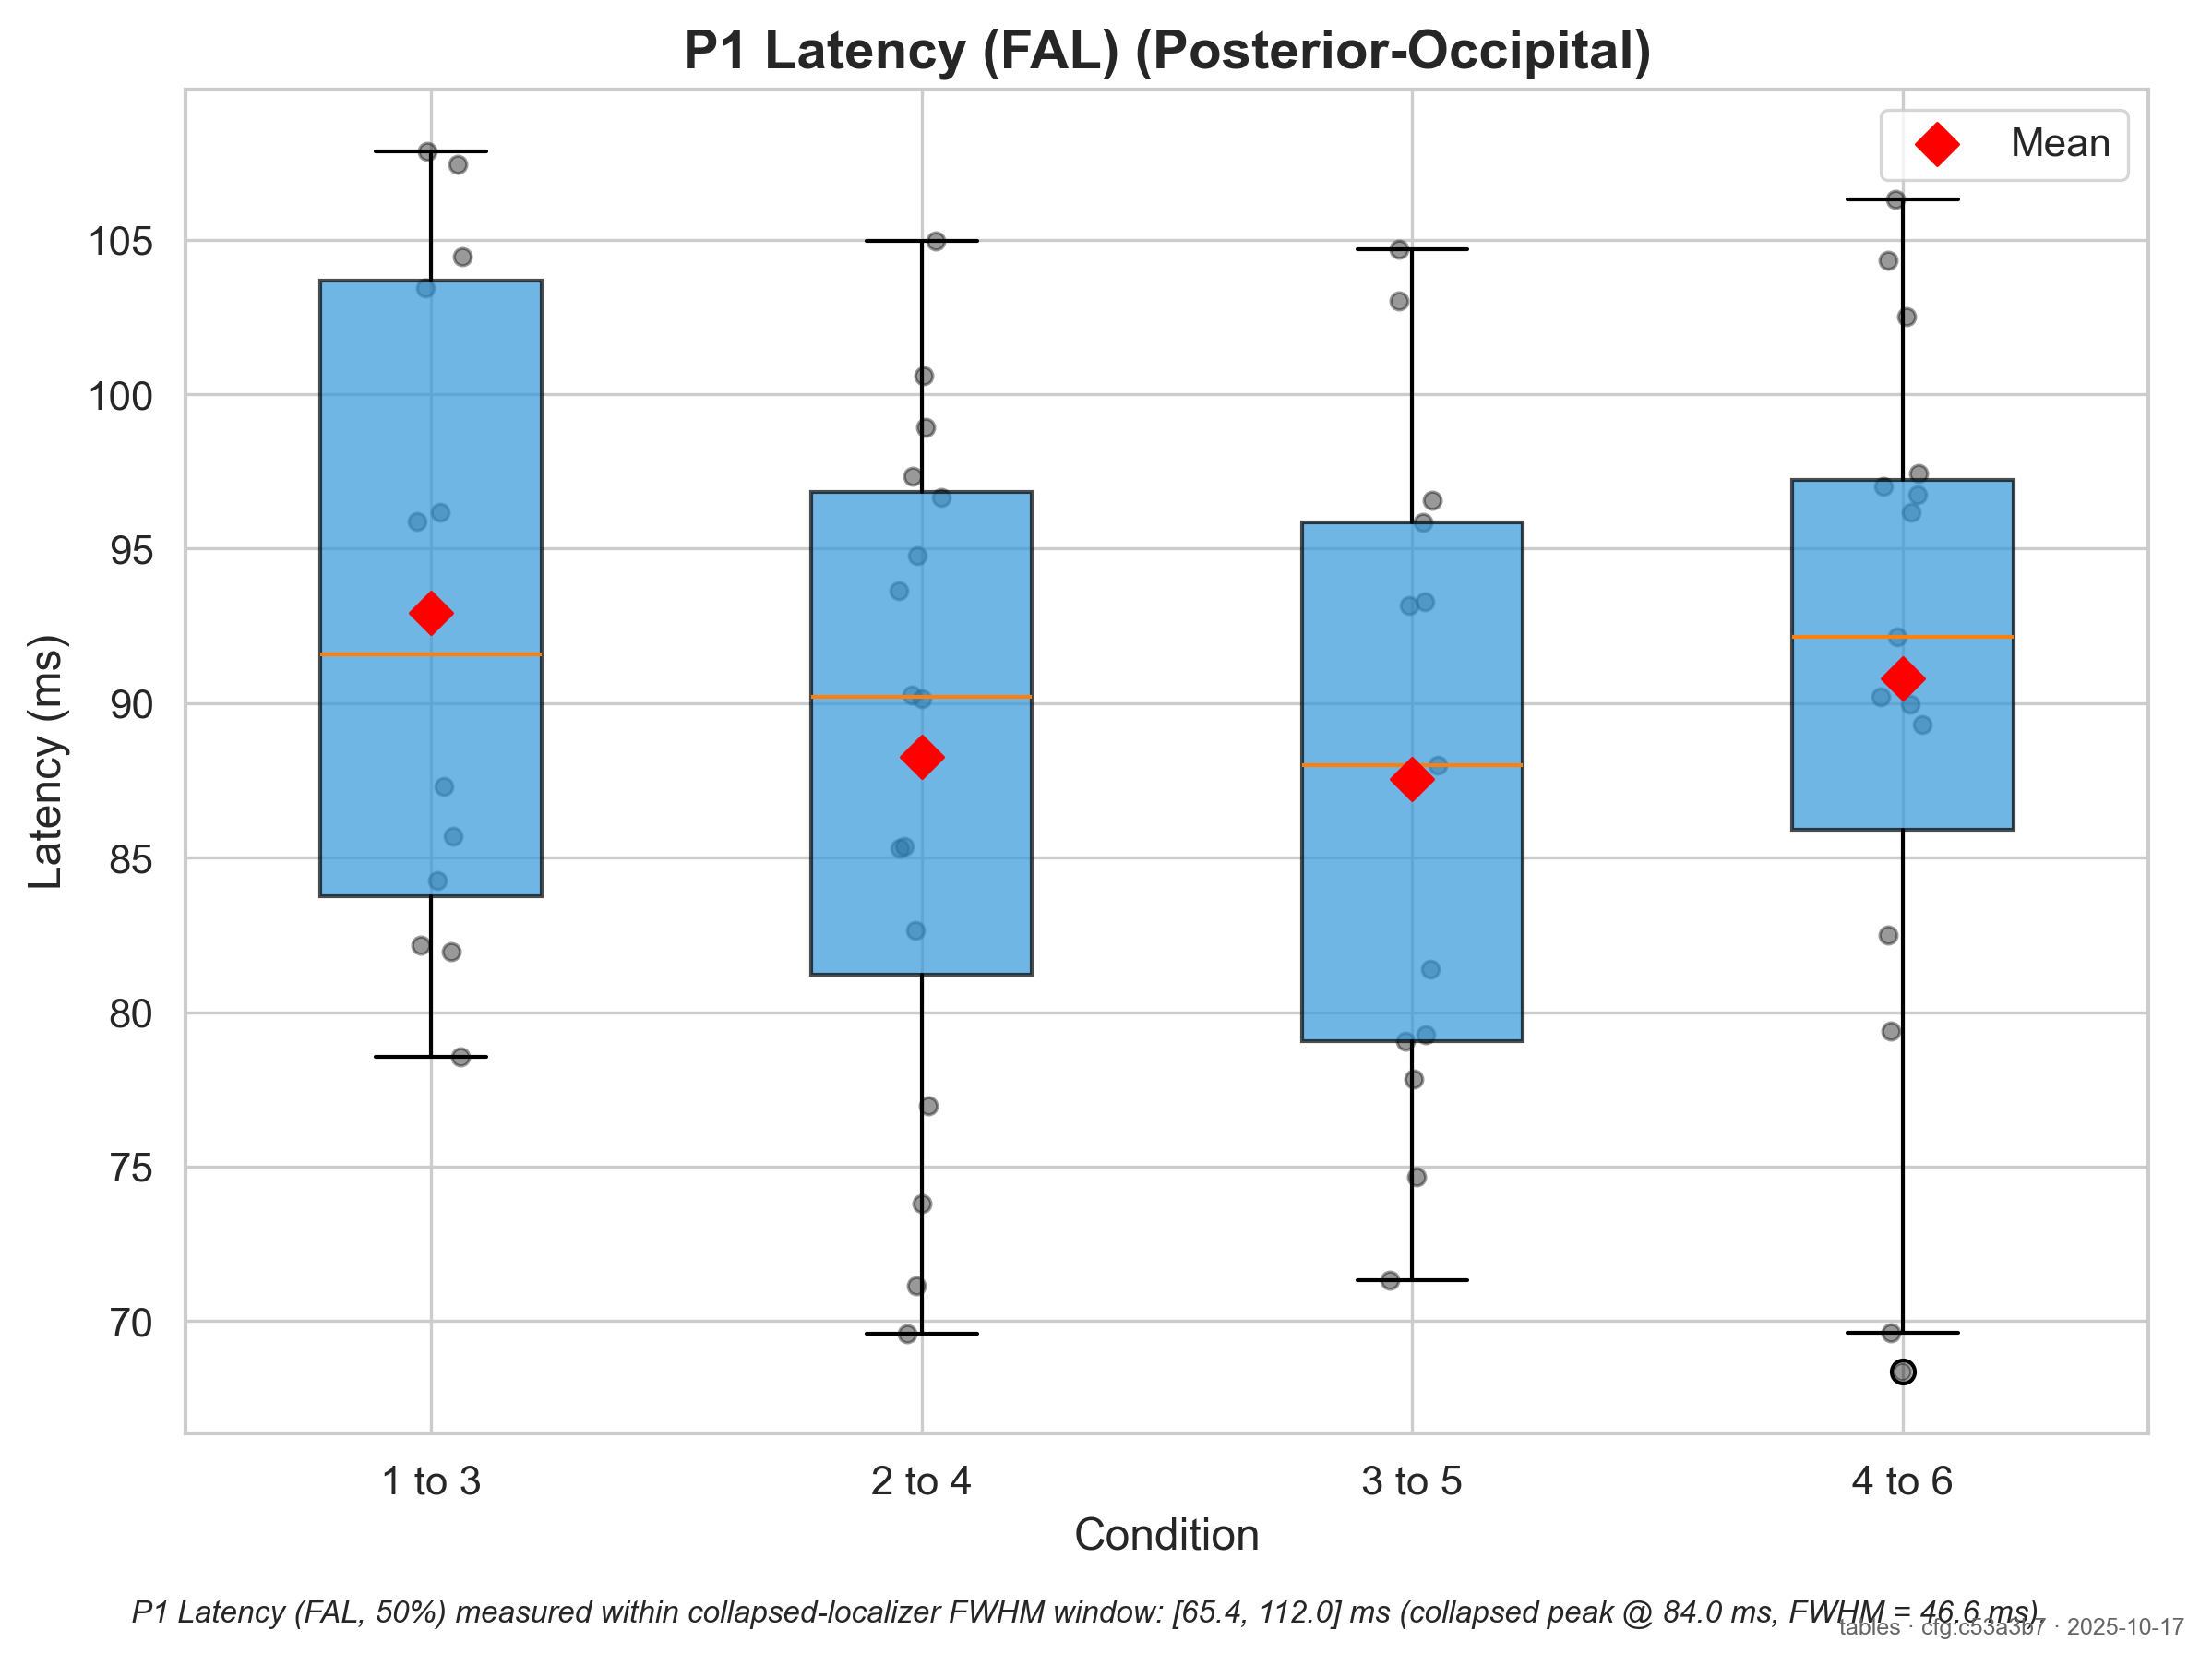 P1 Latency (FAL) (Posterior-Occipital)
Mean
105
100
95
90
85
80
75
70
Latency (ms)
1 to 3
2 to 4
3 to 5
4 to 6
Condition
P1 Latency (FAL, 50%) measured within collapsed-localizer FWHM window: [65.4, 112.0] ms (collapsed peak @ 84.0 ms, FWHM = 46.6 ms).
tables · cfg:c53a3b7 · 2025-10-17